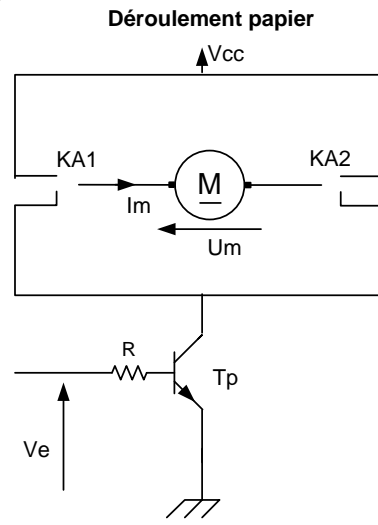 Déroulement papier
Vcc
KA1
M
KA2
Im
Um
R
Tp
Ve